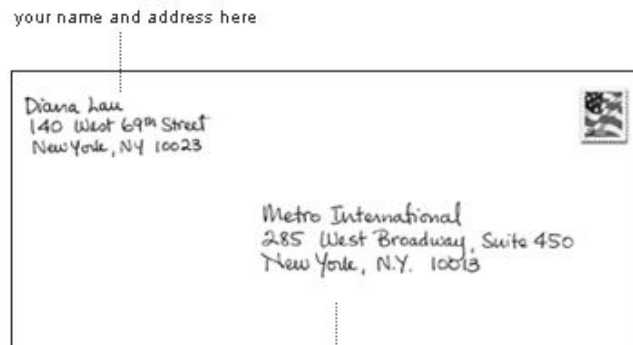 your name and address here
Diana Lau
140 West 69th Street
New York, NY 10023
Metro International
285 West Broadway, Suite 450
New York, N.Y. 10013